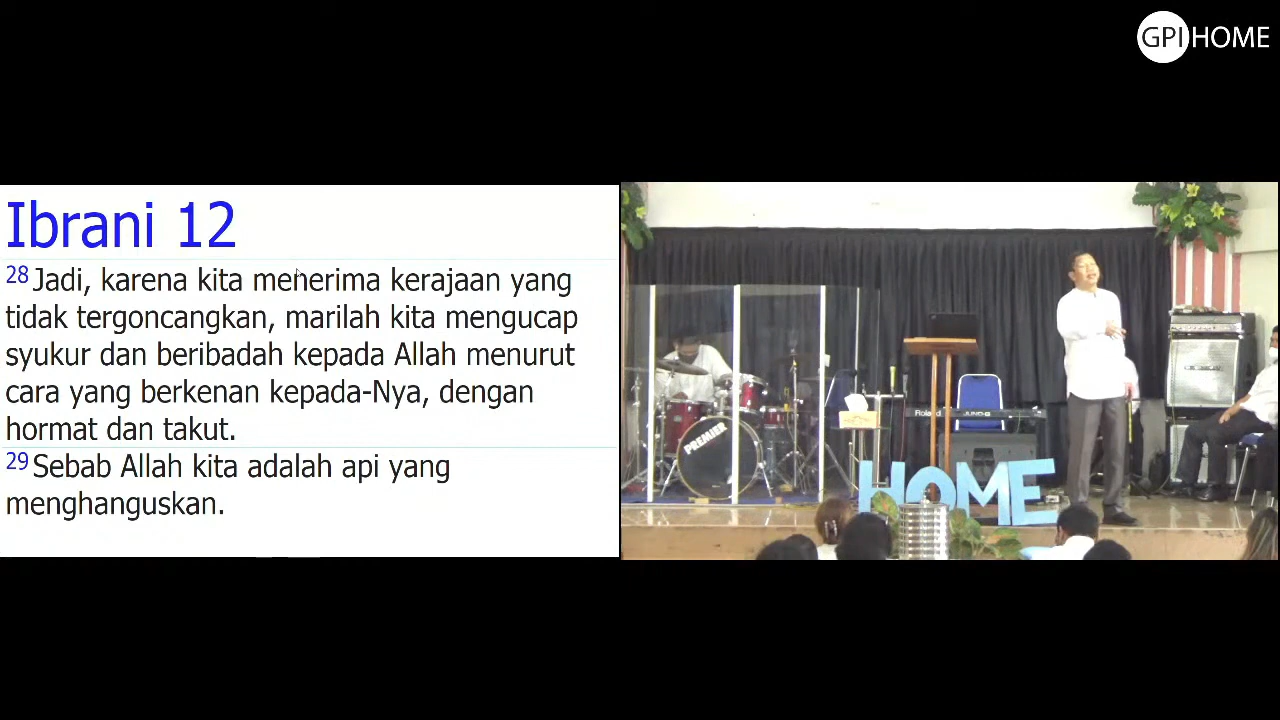 GPI HOME
Ibrani 12
28 Jadi, karena kita menerima kerajaan yang
tidak tergoncangkan, marilah kita mengucap
syukur dan beribadah kepada Allah menurut
cara yang berkenan kepada-Nya, dengan
hormat dan takut.
29 Sebab Allah kita adalah api yang
menghanguskan.
PREMIER
Roland
JUNO-G
HOME